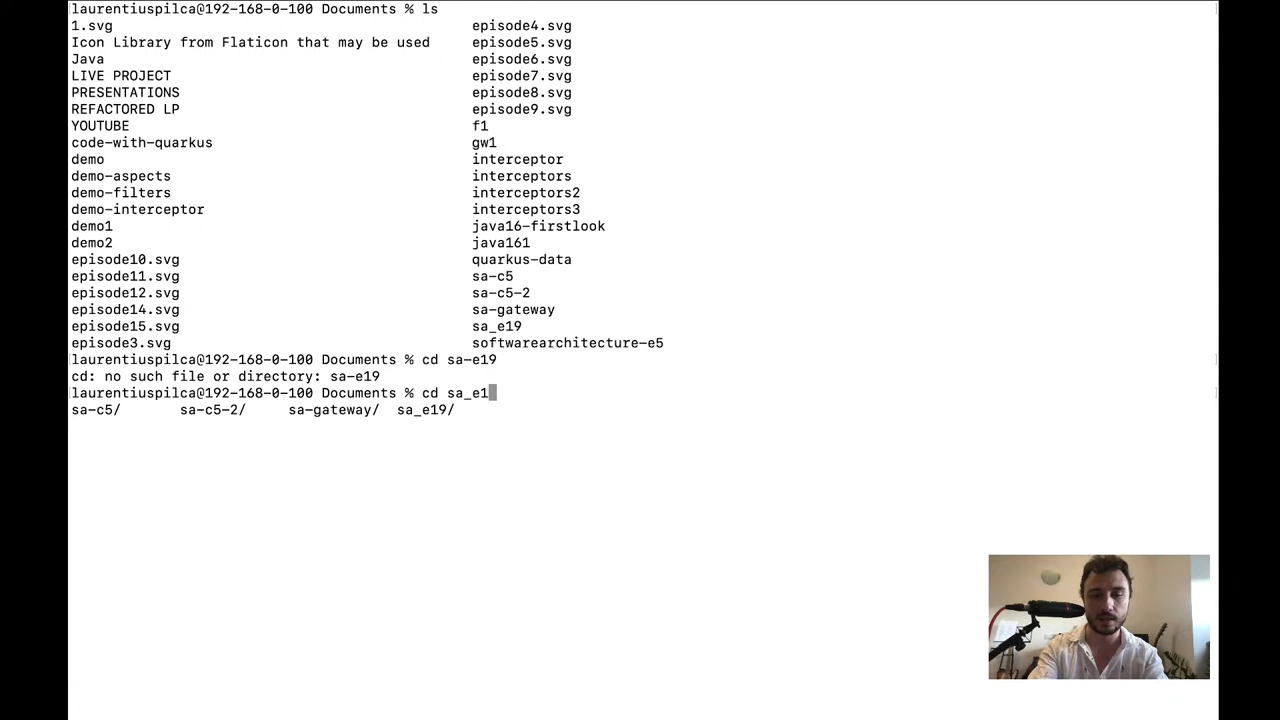 laurentiuspilca@192-168-0-100 Documents % ls
1.svg episode4.svg
Icon Library from Flaticon that may be used episode5.svg
Java episode6.svg
LIVE PROJECT episode7.svg
PRESENTATIONS episode8.svg
REFACTORED LP episode9.svg
YOUTUBE f1
code-with-quarkus gw1
demo interceptor
demo-aspects interceptors
demo-filters interceptors2
demo-interceptor interceptors3
demo1 java16-firstlook
demo2 java161
episode10.svg quarkus-data
episode11.svg sa-c5
episode12.svg sa-c5-2
episode14.svg sa-gateway
episode15.svg sa_e19
episode3.svg softwarearchitecture-e5
laurentiuspilca@192-168-0-100 Documents % cd sa-e19
cd: no such file or directory: sa-e19
laurentiuspilca@192-168-0-100 Documents % cd sa_e1
sa-c5/ sa-c5-2/ sa-gateway/ sa_e19/